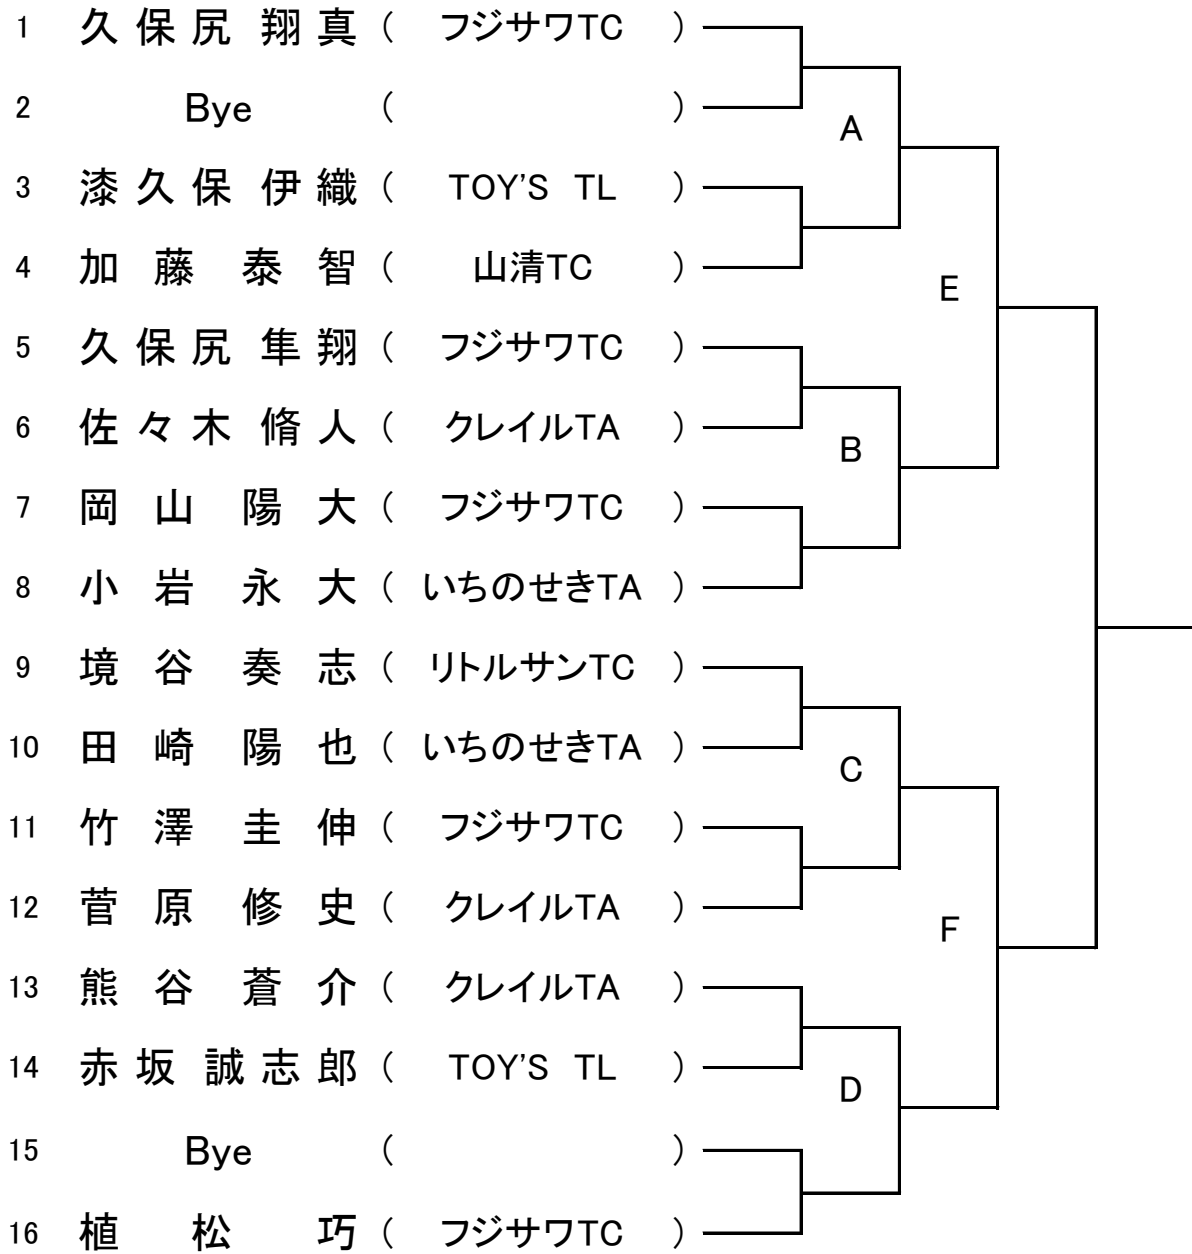 1 久保尻 翔真 ( フジサワTC )
2 Bye ( )
A
3 漆久保 伊織 ( TOY'S TL )
4 加藤 泰智 ( 山清TC )
E
5 久保尻 隼翔 ( フジサワTC )
6 佐々木 脩人 ( クレイルTA )
B
7 岡山 陽大 ( フジサワTC )
8 小岩 永大 ( いちのせきTA )
9 境谷 奏志 ( リトルサンTC )
10 田崎 陽也 ( いちのせきTA )
C
11 竹澤 圭伸 ( フジサワTC )
12 菅原 修史 ( クレイルTA )
F
13 熊谷 蒼介 ( クレイルTA )
14 赤坂 誠志郎 ( TOY'S TL )
D
15 Bye ( )
16 植松 巧 ( フジサワTC )